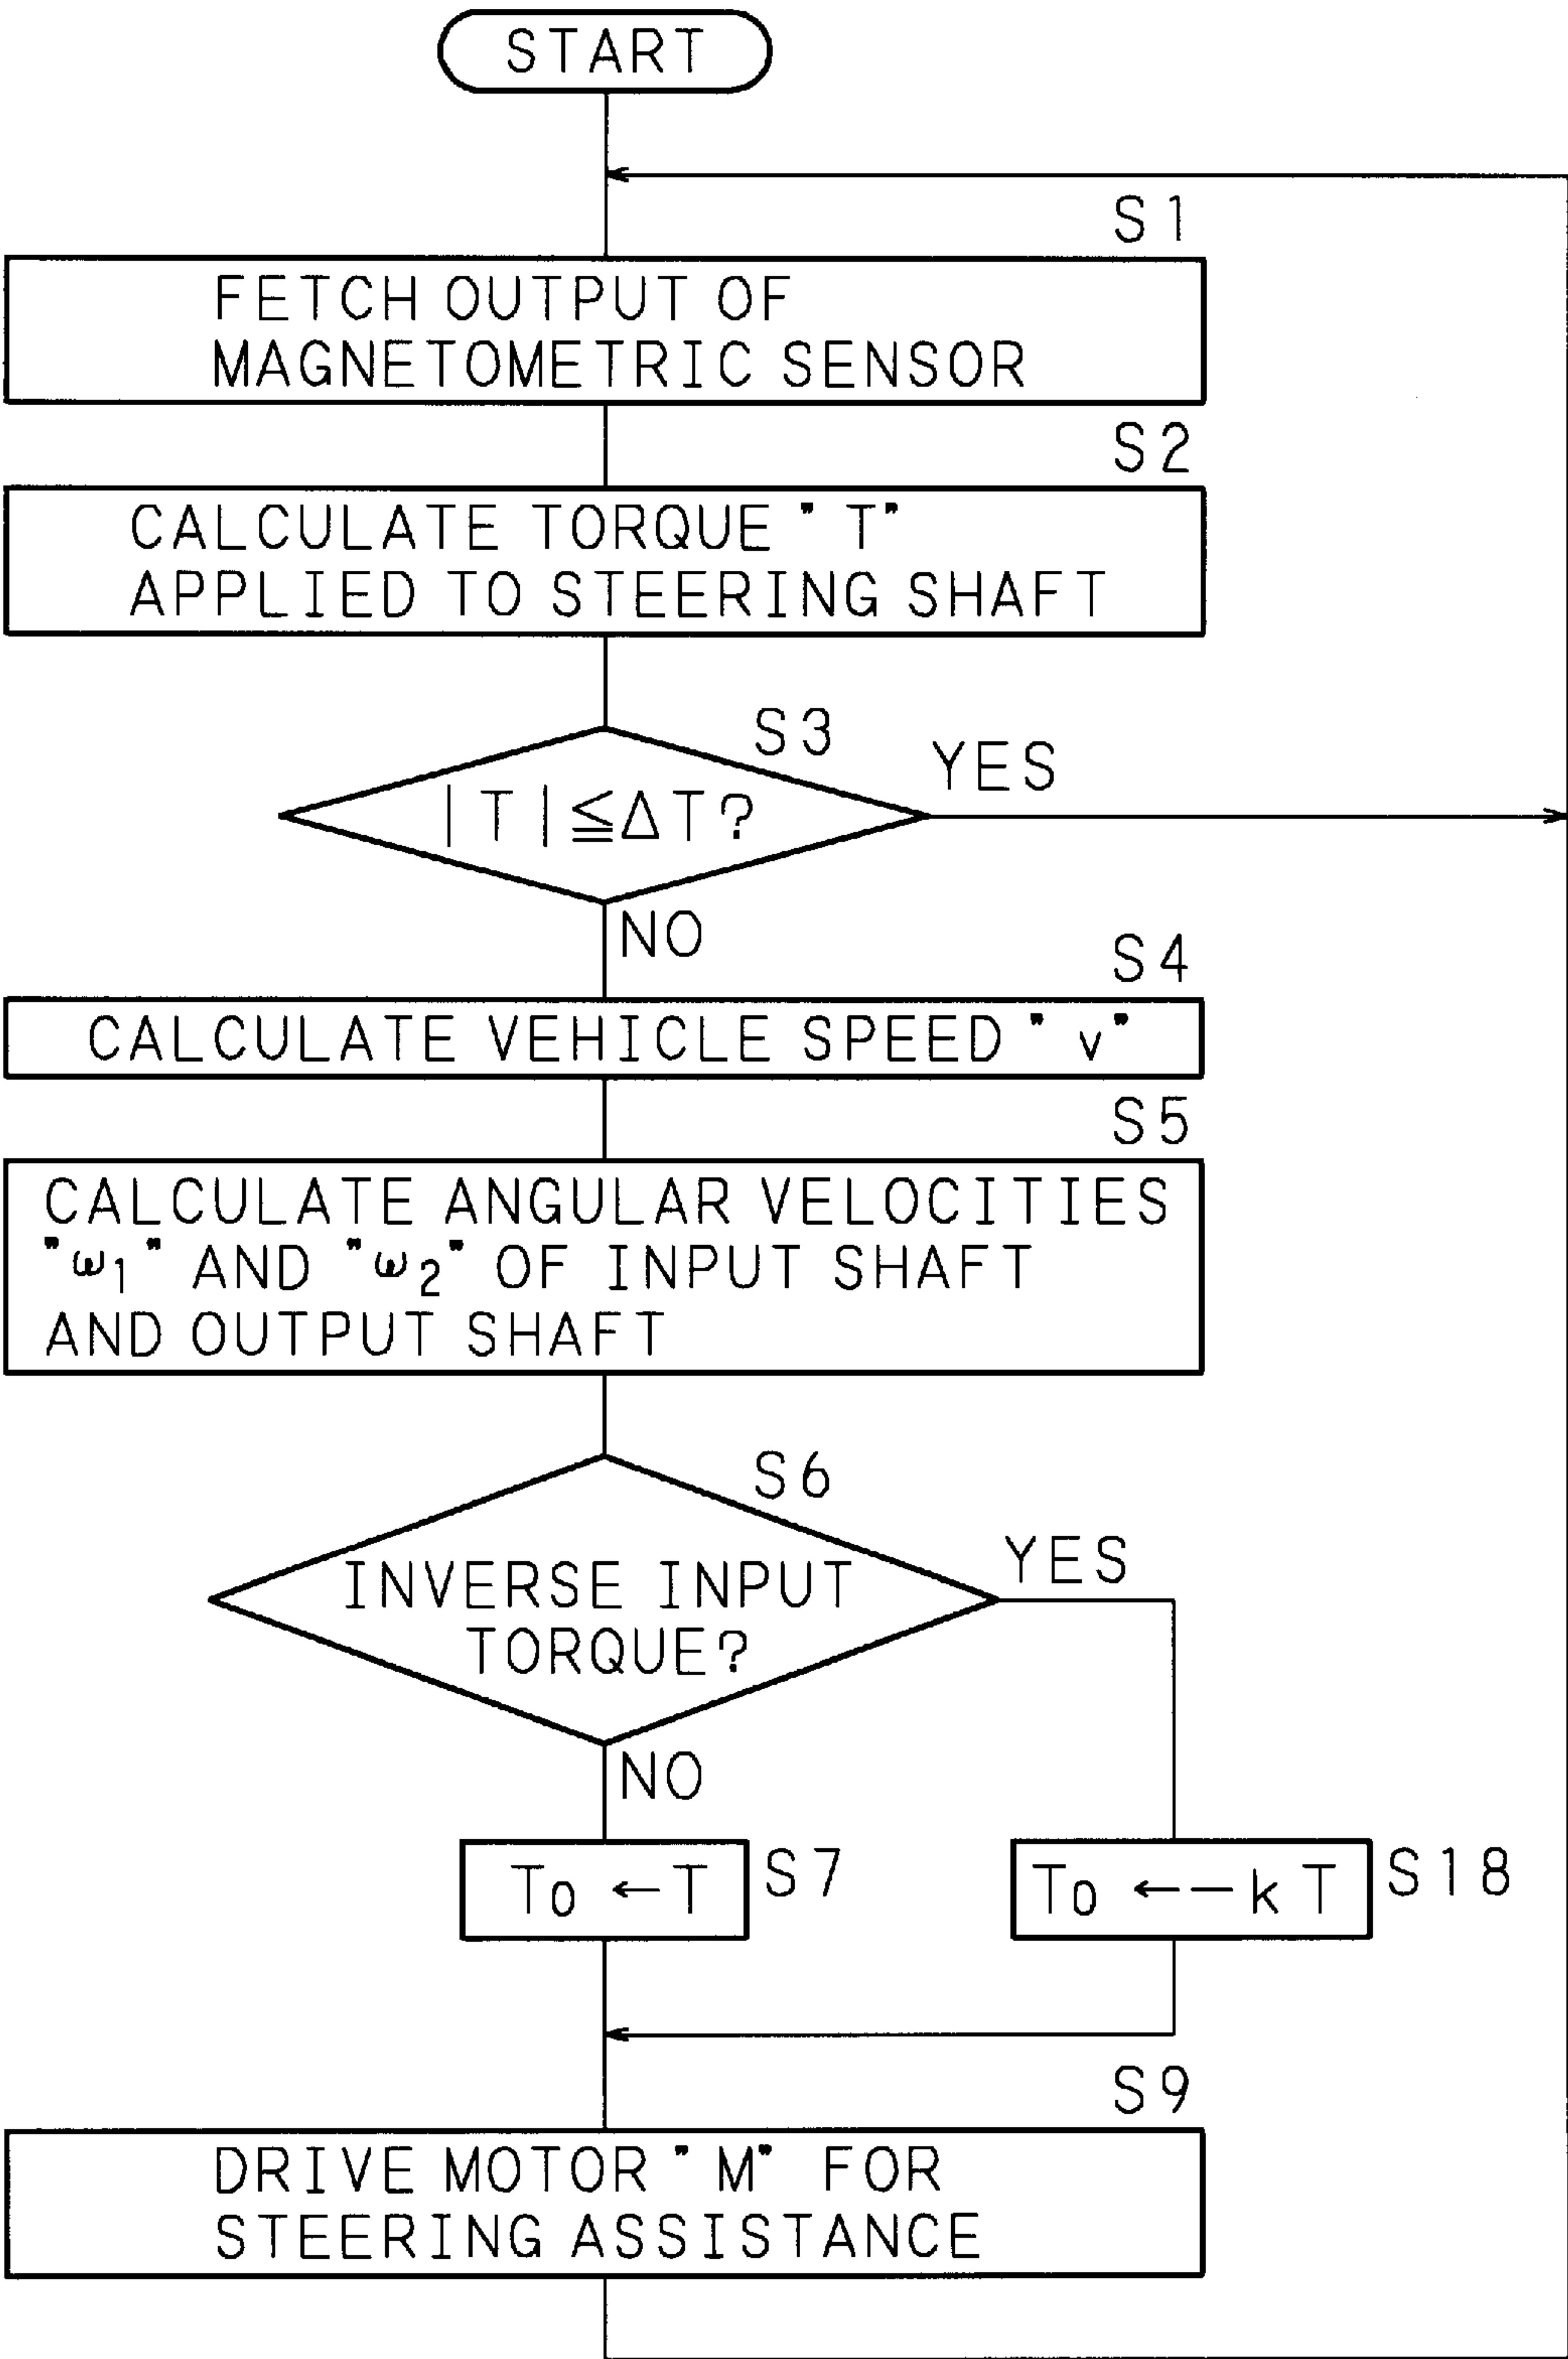 START
S1
FETCH OUTPUT OF
MAGNETOMETRIC SENSOR
S2
CALCULATE TORQUE "T"
APPLIED TO STEERING SHAFT
S3
|T|≦ΔT?
YES
NO
S4
CALCULATE VEHICLE SPEED "v"
S5
CALCULATE ANGULAR VELOCITIES
"ω1" AND "ω2" OF INPUT SHAFT
AND OUTPUT SHAFT
S6
INVERSE INPUT
TORQUE?
YES
NO
To ← T
S7
To ← −kT
S18
S9
DRIVE MOTOR "M" FOR
STEERING ASSISTANCE